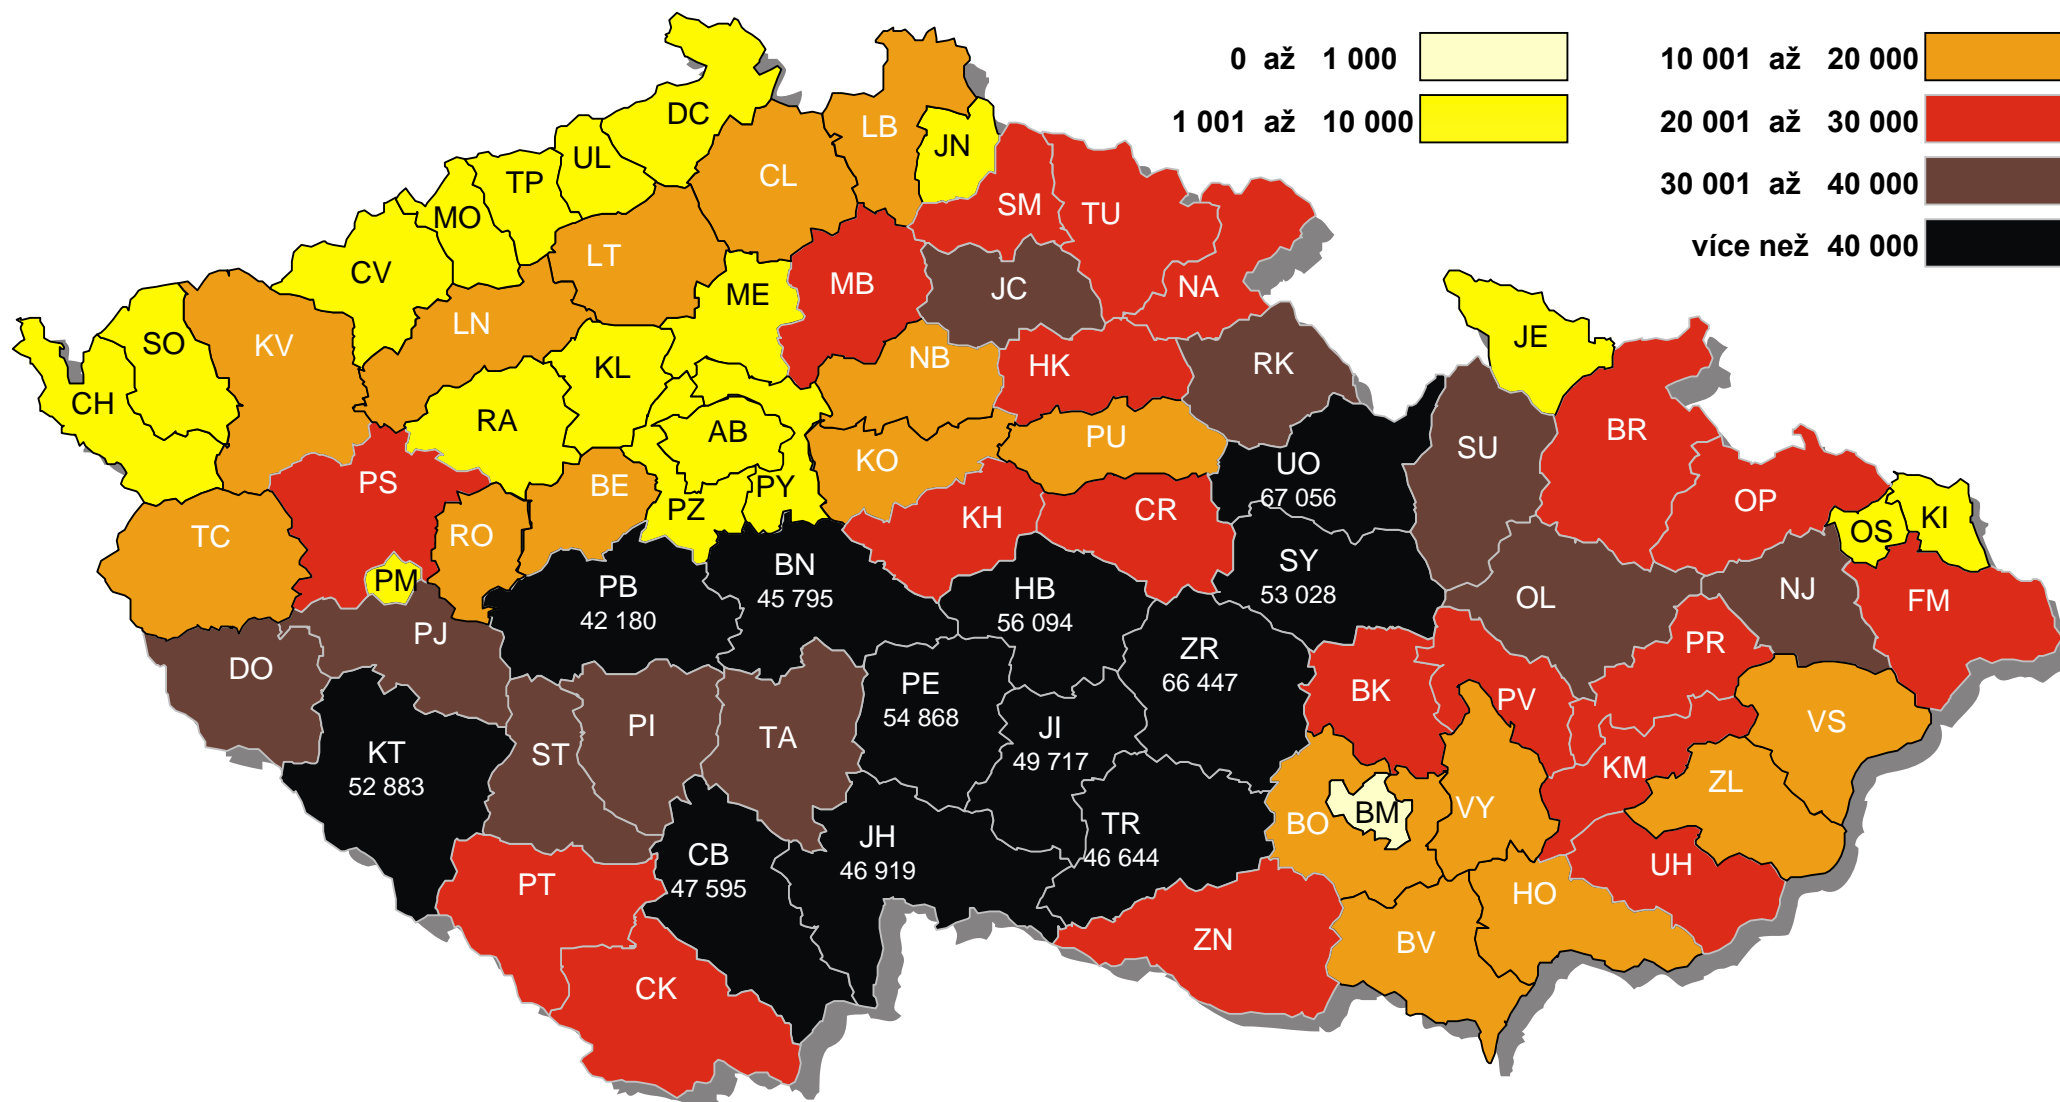 0 až 1 000
10 001 až 20 000
1 001 až 10 000
20 001 až 30 000
30 001 až 40 000
více než 40 000
DC
LB
JN
UL
TP
CL
MO
SM
TU
CV
LT
ME
MB
JC
NA
SO
KV
LN
KL
NB
HK
RK
JE
CH
RA
AB
KO
PU
SU
BR
PS
BE
PZ
PY
KH
CR
UO
67 056
OP
OS
KI
TC
RO
PM
PB
42 180
BN
45 795
HB
56 094
SY
53 028
OL
NJ
FM
DO
PJ
PR
ZR
66 447
KT
52 883
ST
PI
TA
PE
54 868
JI
49 717
BK
PV
VS
KM
ZL
BO
BM
VY
TR
46 644
JH
46 919
CB
47 595
PT
UH
HO
BV
ZN
CK